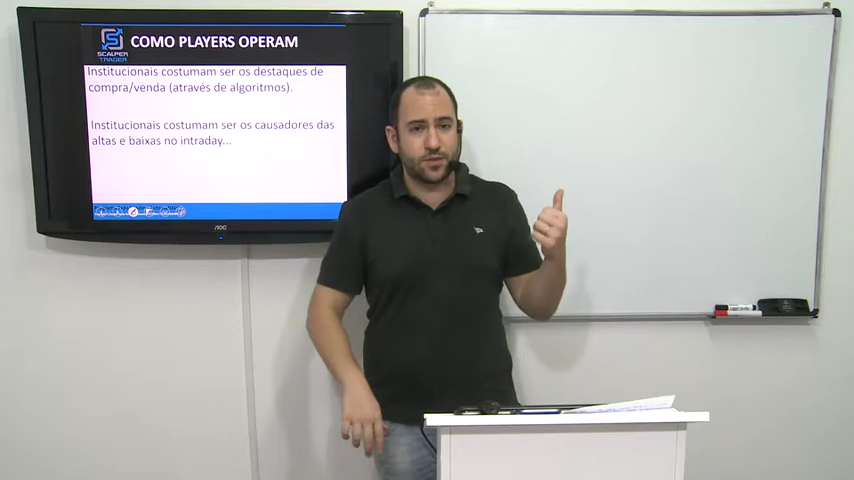 SCALPER
TRADER
COMO PLAYERS OPERAM
Institucionais costumam ser os destaques de
compra/venda (através de algoritmos).
Institucionais costumam ser os causadores das
altas e baixas no intraday...
AOC